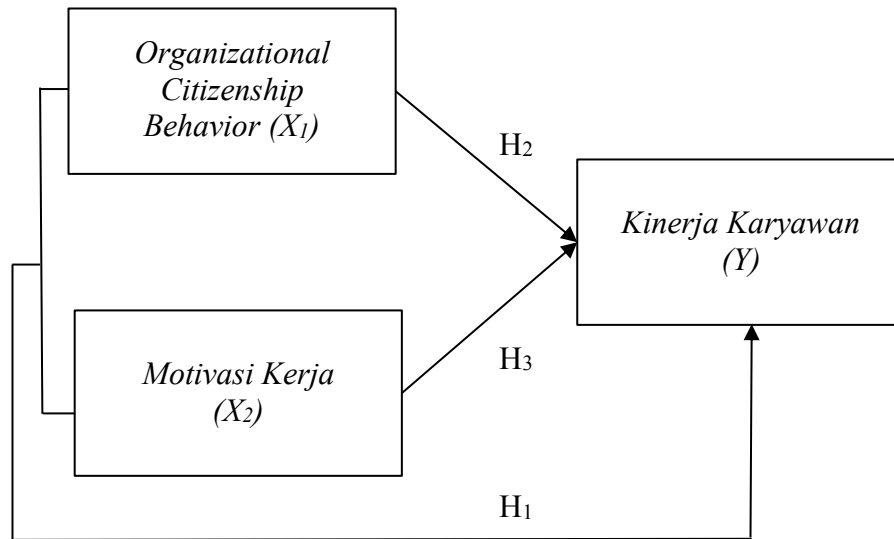 Organizational
Citizenship
Behavior (X1)
H2
Kinerja Karyawan
(Y)
Motivasi Kerja
(X2)
H3
H1